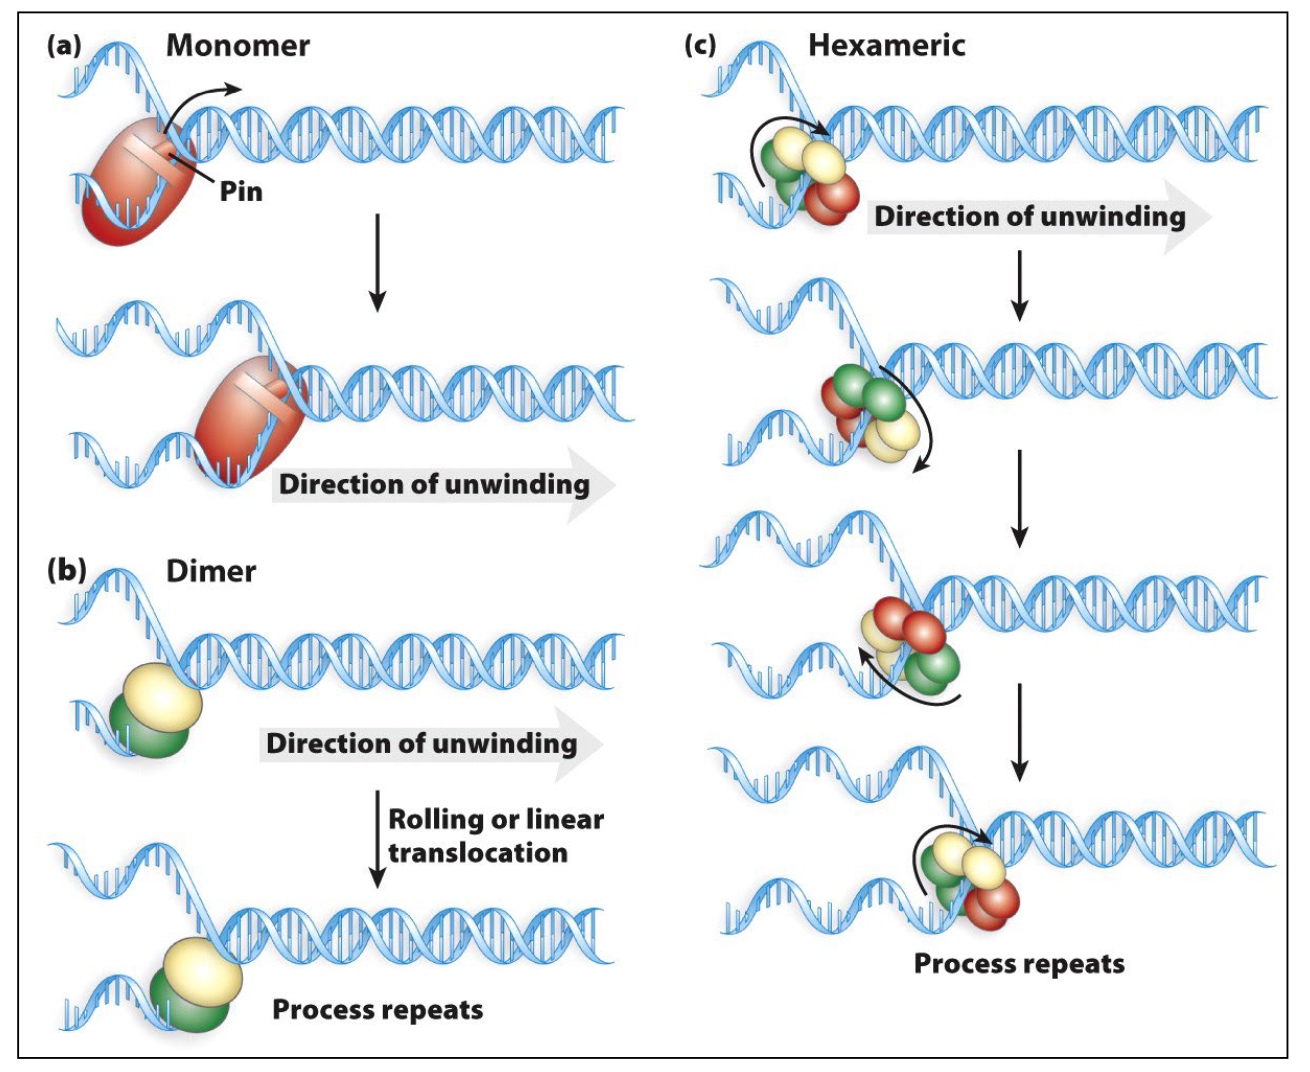 (a) Monomer
Pin
Direction of unwinding
(b) Dimer
Direction of unwinding
Rolling or linear
translocation
Process repeats
(c) Hexameric
Direction of unwinding
Process repeats